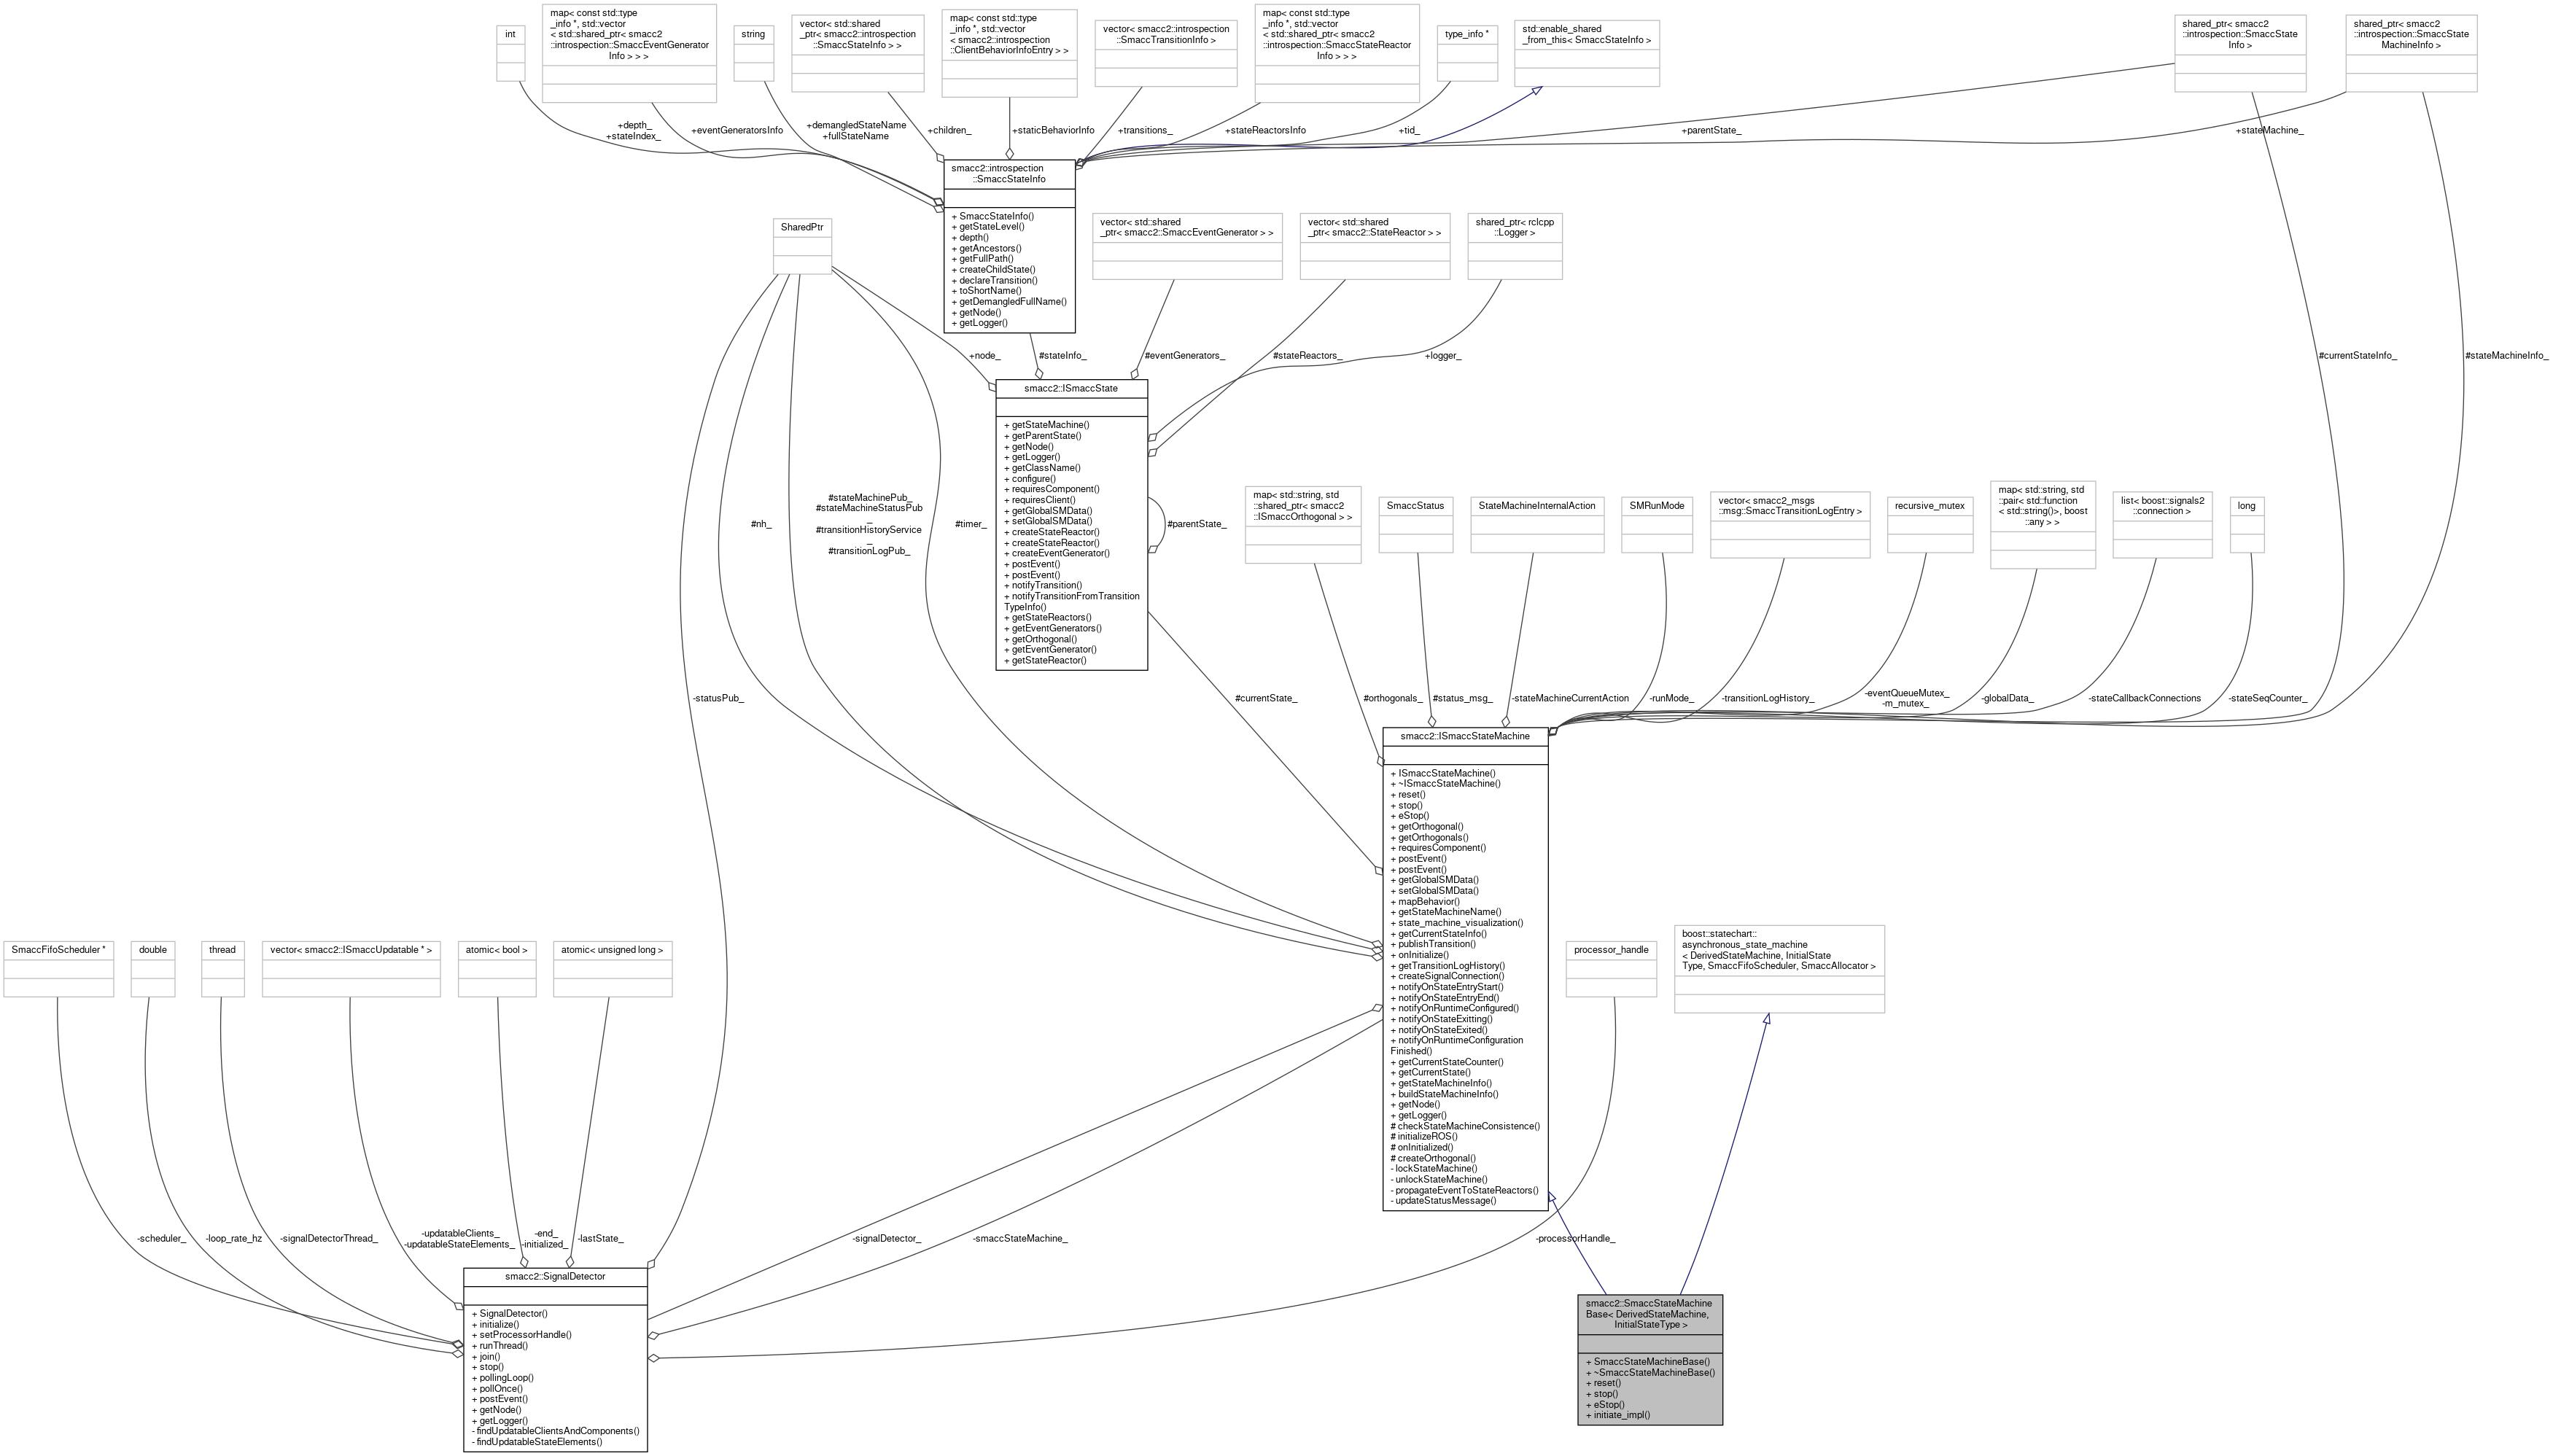 int
map< const std::type
_info *, std::vector
< std::shared_ptr< smacc2
::introspection::SmaccEventGenerator
Info > > >
string
vector< std::shared
_ptr< smacc2::introspection
::SmaccStateInfo > >
map< const std::type
_info *, std::vector
< smacc2::introspection
::ClientBehaviorInfoEntry > >
vector< smacc2::introspection
::SmaccTransitionInfo >
map< const std::type
_info *, std::vector
< std::shared_ptr< smacc2
::introspection::SmaccStateReactor
Info > > >
type_info *
std::enable_shared
_from_this< SmaccStateInfo >
shared_ptr< smacc2
::introspection::SmaccState
Info >
shared_ptr< smacc2
::introspection::SmaccState
MachineInfo >
+depth_
+stateIndex_
+eventGeneratorsInfo
+demangledStateName
+fullStateName
+children_
+staticBehaviorInfo
+transitions_
+stateReactorsInfo
+tid_
+parentState_
+stateMachine_
smacc2::introspection
::SmaccStateInfo
+ SmaccStateInfo()
+ getStateLevel()
+ depth()
+ getAncestors()
+ getFullPath()
+ createChildState()
+ declareTransition()
+ toShortName()
+ getDemangledFullName()
+ getNode()
+ getLogger()
SharedPtr
vector< std::shared
_ptr< smacc2::SmaccEventGenerator > >
vector< std::shared
_ptr< smacc2::StateReactor > >
shared_ptr< rclcpp
::Logger >
+node_
#stateInfo_
#eventGenerators_
#stateReactors_
+logger_
#currentStateInfo_
#stateMachineInfo_
smacc2::ISmaccState
+ getStateMachine()
+ getParentState()
+ getNode()
+ getLogger()
+ getClassName()
+ configure()
+ requiresComponent()
+ requiresClient()
+ getGlobalSMData()
+ setGlobalSMData()
+ createStateReactor()
+ createStateReactor()
+ createEventGenerator()
+ postEvent()
+ postEvent()
+ notifyTransition()
+ notifyTransitionFromTransition
TypeInfo()
+ getStateReactors()
+ getEventGenerators()
+ getOrthogonal()
+ getEventGenerator()
+ getStateReactor()
#nh_
#stateMachinePub_
#stateMachineStatusPub
_
#transitionHistoryService
_
#transitionLogPub_
#timer_
#parentState_
map< std::string, std
::shared_ptr< smacc2
::ISmaccOrthogonal > >
SmaccStatus
StateMachineInternalAction
SMRunMode
vector< smacc2_msgs
::msg::SmaccTransitionLogEntry >
recursive_mutex
map< std::string, std
::pair< std::function
< std::string()>, boost
::any > >
list< boost::signals2
::connection >
long
-statusPub_
#currentState_
#orthogonals_
#status_msg_
-stateMachineCurrentAction
-runMode_
-transitionLogHistory_
-eventQueueMutex_
-m_mutex_
-globalData_
-stateCallbackConnections
-stateSeqCounter_
smacc2::ISmaccStateMachine
+ ISmaccStateMachine()
+ ~ISmaccStateMachine()
+ reset()
+ stop()
+ eStop()
+ getOrthogonal()
+ getOrthogonals()
+ requiresComponent()
+ postEvent()
+ postEvent()
+ getGlobalSMData()
+ setGlobalSMData()
+ mapBehavior()
+ getStateMachineName()
+ state_machine_visualization()
+ getCurrentStateInfo()
+ publishTransition()
+ onInitialize()
+ getTransitionLogHistory()
+ createSignalConnection()
+ notifyOnStateEntryStart()
+ notifyOnStateEntryEnd()
+ notifyOnRuntimeConfigured()
+ notifyOnStateExitting()
+ notifyOnStateExited()
+ notifyOnRuntimeConfiguration
Finished()
+ getCurrentStateCounter()
+ getCurrentState()
+ getStateMachineInfo()
+ buildStateMachineInfo()
+ getNode()
+ getLogger()
# checkStateMachineConsistence()
# initializeROS()
# onInitialized()
# createOrthogonal()
- lockStateMachine()
- unlockStateMachine()
- propagateEventToStateReactors()
- updateStatusMessage()
SmaccFifoScheduler *
double
thread
vector< smacc2::ISmaccUpdatable * >
atomic< bool >
atomic< unsigned long >
processor_handle
boost::statechart::
asynchronous_state_machine
< DerivedStateMachine, InitialState
Type, SmaccFifoScheduler, SmaccAllocator >
-scheduler_
-loop_rate_hz
-signalDetectorThread_
-updatableClients_
-updatableStateElements_
-end_
-initialized_
-lastState_
-signalDetector_
-smaccStateMachine_
-processorHandle_
smacc2::SignalDetector
+ SignalDetector()
+ initialize()
+ setProcessorHandle()
+ runThread()
+ join()
+ stop()
+ pollingLoop()
+ pollOnce()
+ postEvent()
+ getNode()
+ getLogger()
- findUpdatableClientsAndComponents()
- findUpdatableStateElements()
smacc2::SmaccStateMachine
Base< DerivedStateMachine,
InitialStateType >
+ SmaccStateMachineBase()
+ ~SmaccStateMachineBase()
+ reset()
+ stop()
+ eStop()
+ initiate_impl()